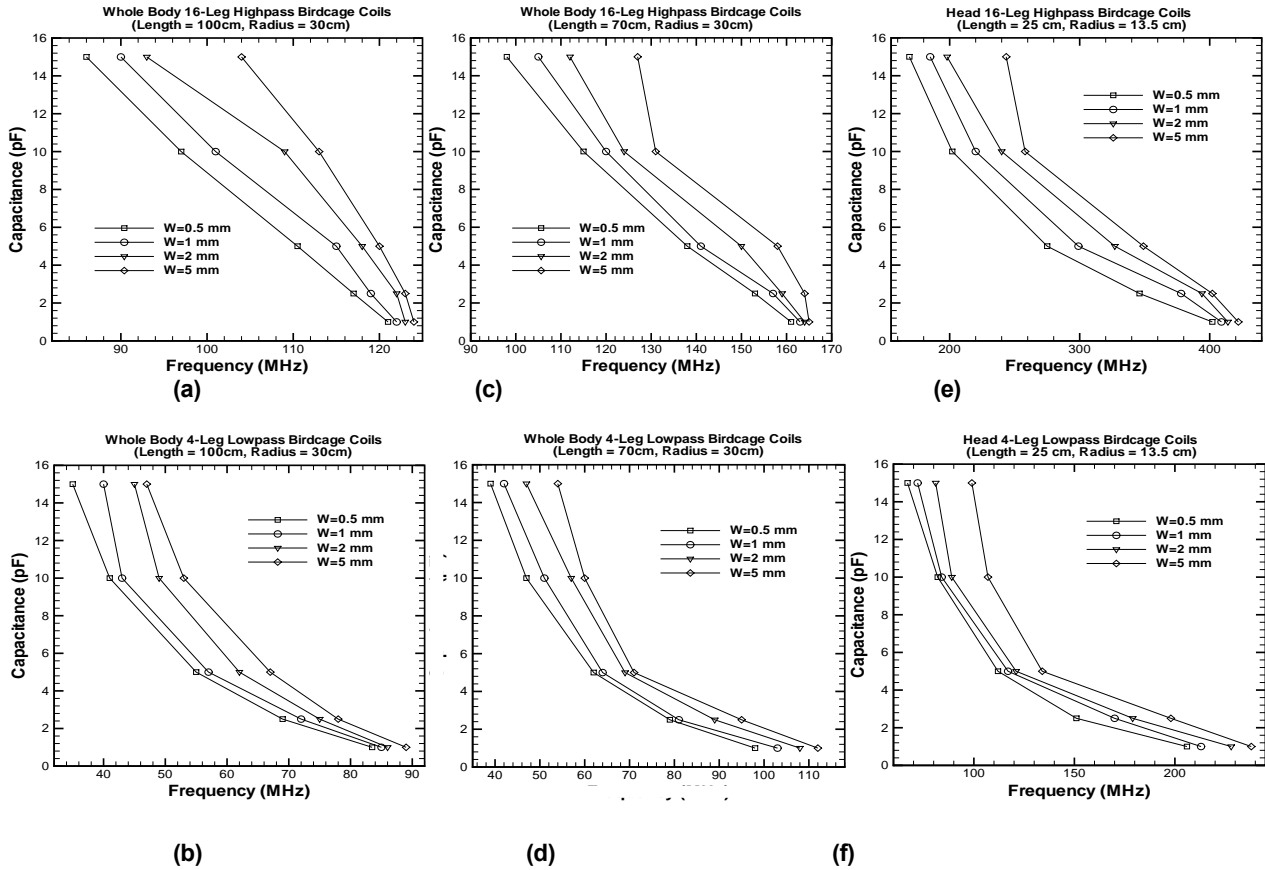 Whole Body 16-Leg Highpass Birdcage Coils
(Length = 100cm, Radius = 30cm)
16
14
12
10
8
6
4
2
0
Capacitance (pF)
W=0.5 mm
W=1 mm
W=2 mm
W=5 mm
90
100
110
120
Frequency (MHz)
(a)
Whole Body 16-Leg Highpass Birdcage Coils
(Length = 70cm, Radius = 30cm)
16
14
12
10
8
6
4
2
0
Capacitance (pF)
W=0.5 mm
W=1 mm
W=2 mm
W=5 mm
90
100
110
120
130
140
150
160
170
Frequency (MHz)
(c)
Head 16-Leg Highpass Birdcage Coils
(Length = 25 cm, Radius = 13.5 cm)
16
14
12
10
8
6
4
2
0
Capacitance (pF)
W=0.5 mm
W=1 mm
W=2 mm
W=5 mm
200
300
400
Frequency (MHz)
(e)
Whole Body 4-Leg Lowpass Birdcage Coils
(Length = 100cm, Radius = 30cm)
16
14
12
10
8
6
4
2
0
Capacitance (pF)
W=0.5 mm
W=1 mm
W=2 mm
W=5 mm
40
50
60
70
80
90
Frequency (MHz)
(b)
Whole Body 4-Leg Lowpass Birdcage Coils
(Length = 70cm, Radius = 30cm)
16
14
12
10
8
6
4
2
0
W=0.5 mm
W=1 mm
W=2 mm
W=5 mm
40
50
60
70
80
90
100
110
Frequency (MHz)
(d)
Head 4-Leg Lowpass Birdcage Coils
(Length = 25 cm, Radius = 13.5 cm)
16
14
12
10
8
6
4
2
0
Capacitance (pF)
W=0.5 mm
W=1 mm
W=2 mm
W=5 mm
100
150
200
Frequency (MHz)
(f)